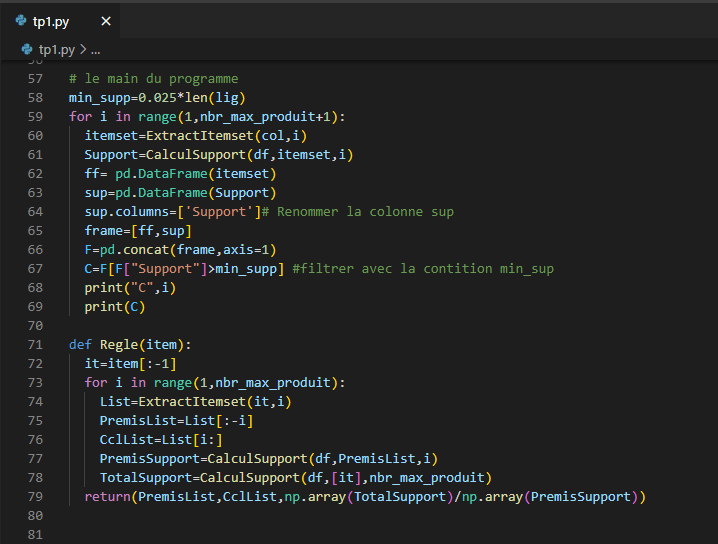 tp1.py ×
tp1.py > ...
56
57 # le main du programme
58 min_supp=0.025*len(lig)
59 for i in range(1,nbr_max_produit+1):
60   itemset=ExtractItemset(col,i)
61   Support=CalculSupport(df,itemset,i)
62   ff= pd.DataFrame(itemset)
63   sup=pd.DataFrame(Support)
64   sup.columns=['Support']# Renommer la colonne sup
65   frame=[ff,sup]
66   F=pd.concat(frame,axis=1)
67   C=F[F["Support"]>min_supp] #filtrer avec la contition min_sup
68   print("C",i)
69   print(C)
70
71 def Regle(item):
72   it=item[:-1]
73   for i in range(1,nbr_max_produit):
74     List=ExtractItemset(it,i)
75     PremisList=List[:-i]
76     CclList=List[i:]
77     PremisSupport=CalculSupport(df,PremisList,i)
78     TotalSupport=CalculSupport(df,[it],nbr_max_produit)
79   return(PremisList,CclList,np.array(TotalSupport)/np.array(PremisSupport))
80
81